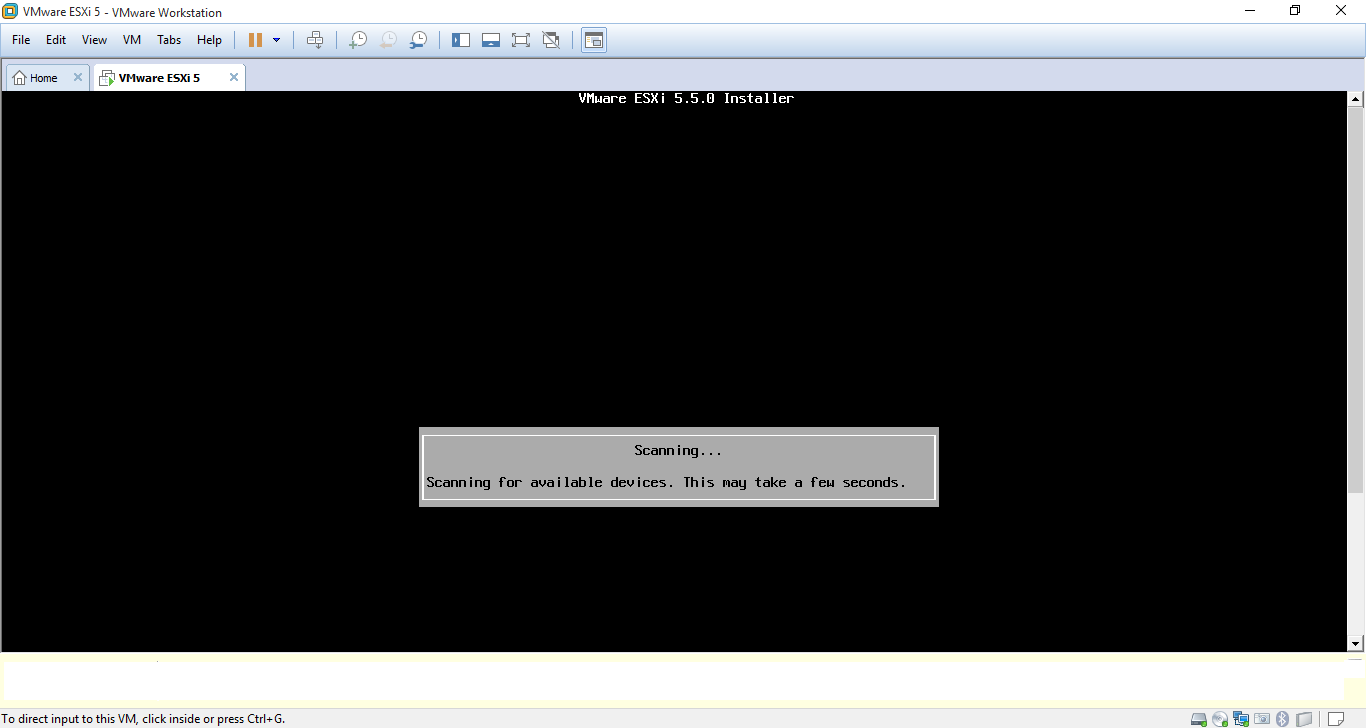 VMware ESXi 5 - VMware Workstation
File Edit View VM Tabs Help
Home VMware ESXi 5
VMware ESXi 5.5.0 Installer
Scanning...
Scanning for available devices. This may take a few seconds.
To direct input to this VM, click inside or press Ctrl+G.